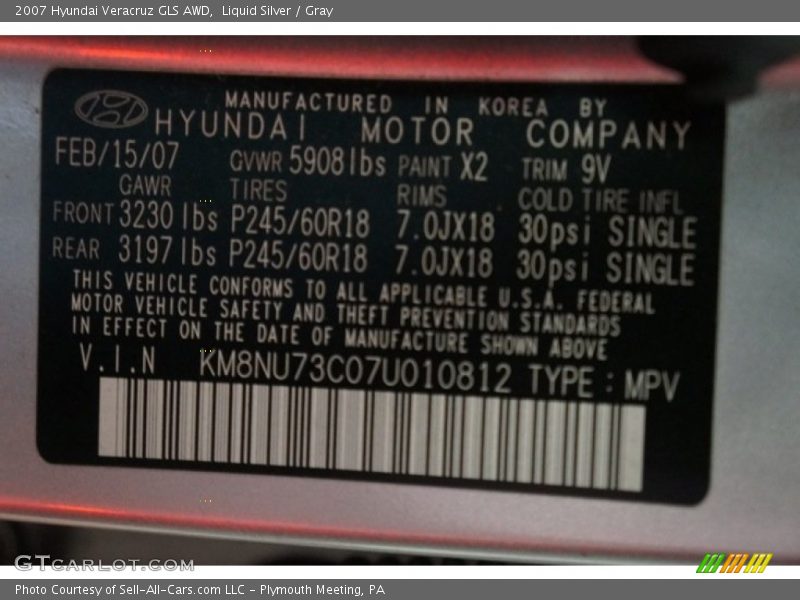 2007 Hyundai Veracruz GLS AWD,  Liquid Silver / Gray
MANUFACTURED IN KOREA BY
HYUNDAI MOTOR COMPANY
FEB/15/07 GVWR 5908lbs PAINT X2 TRIM 9V
GAWR TIRES RIMS COLD TIRE INFL
FRONT 3230 lbs P245/60R18 7.0JX18 30psi SINGLE
REAR 3197 lbs P245/60R18 7.0JX18 30psi SINGLE
THIS VEHICLE CONFORMS TO ALL APPLICABLE U.S.A. FEDERAL
MOTOR VEHICLE SAFETY AND THEFT PREVENTION STANDARDS
IN EFFECT ON THE DATE OF MANUFACTURE SHOWN ABOVE
V.I.N KM8NU73C07U010812 TYPE : MPV
GTCARLOT.COM
Photo Courtesy of Sell-All-Cars.com LLC - Plymouth Meeting, PA